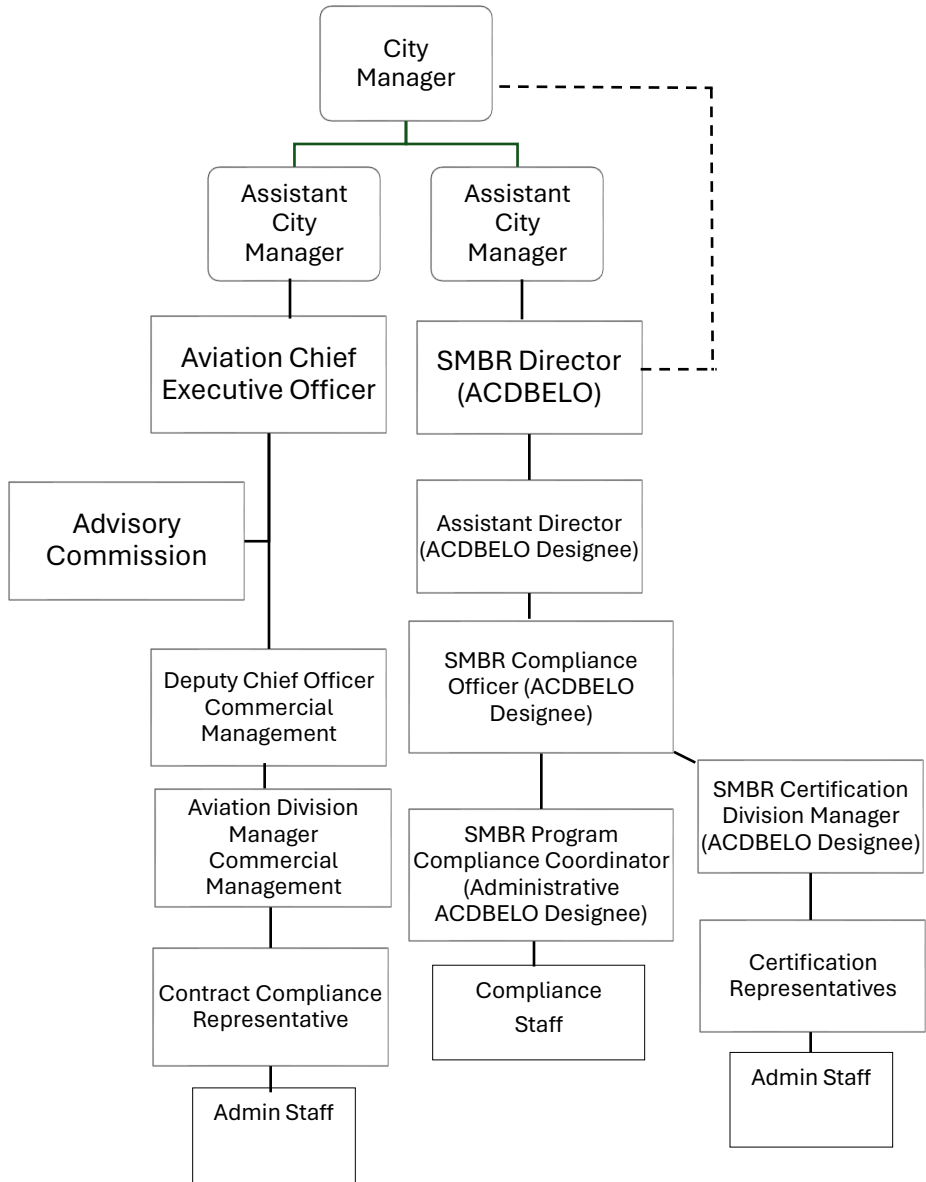 City
Manager
Assistant
City
Manager
Assistant
City
Manager
Aviation Chief
Executive Officer
SMBR Director
(ACDBELO)
Advisory
Commission
Assistant Director
(ACDBELO Designee)
SMBR Compliance
Officer (ACDBELO
Designee)
Deputy Chief Officer
Commercial
Management
SMBR Certification
Division Manager
(ACDBELO Designee)
Aviation Division
Manager
Commercial
Management
SMBR Program
Compliance Coordinator
(Administrative
ACDBELO Designee)
Certification
Representatives
Contract Compliance
Representative
Compliance
Staff
Admin Staff
Admin Staff